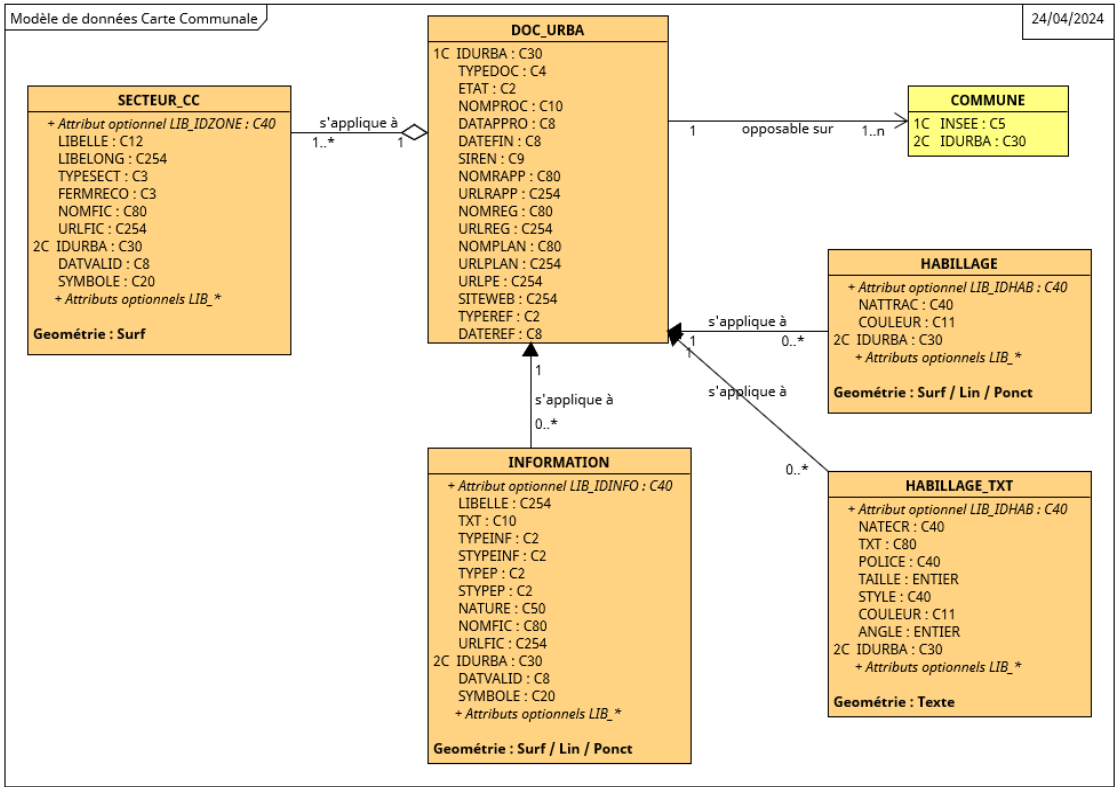 Modèle de données Carte Communale
24/04/2024
DOC_URBA
1C IDURBA : C30
TYPEDOC : C4
ETAT : C2
NOMPROC : C10
DATAPPRO : C8
DATEFIN : C8
SIREN : C9
NOMRAPP : C80
URLRAPP : C254
NOMREG : C80
URLREG : C254
NOMPLAN : C80
URLPLAN : C254
URLPE : C254
SITEWEB : C254
TYPEREF : C2
DATEREF : C8
SECTEUR_CC
+ Attribut optionnel LIB_IDZONE : C40
LIBELLE : C12
LIBELONG : C254
TYPESECT : C3
FERMRECO : C3
NOMFIC : C80
URLFIC : C254
2C IDURBA : C30
DATVALID : C8
SYMBOLE : C20
+ Attributs optionnels LIB_*
Geométrie : Surf
s'applique à
1..*
1
COMMUNE
1C INSEE : C5
2C IDURBA : C30
1
opposable sur
1..n
HABILLAGE
+ Attribut optionnel LIB_IDHAB : C40
NATTRAC : C40
COULEUR : C11
2C IDURBA : C30
+ Attributs optionnels LIB_*
Geométrie : Surf / Lin / Ponct
s'applique à
1
0..*
1
s'applique à
0..*
1
s'applique à
0..*
INFORMATION
+ Attribut optionnel LIB_IDINFO : C40
LIBELLE : C254
TXT : C10
TYPEINF : C2
STYPEINF : C2
TYPEP : C2
STYPEP : C2
NATURE : C50
NOMFIC : C80
URLFIC : C254
2C IDURBA : C30
DATVALID : C8
SYMBOLE : C20
+ Attributs optionnels LIB_*
Geométrie : Surf / Lin / Ponct
HABILLAGE_TXT
+ Attribut optionnel LIB_IDHAB : C40
NATECR : C40
TXT : C80
POLICE : C40
TAILLE : ENTIER
STYLE : C40
COULEUR : C11
ANGLE : ENTIER
2C IDURBA : C30
+ Attributs optionnels LIB_*
Geométrie : Texte